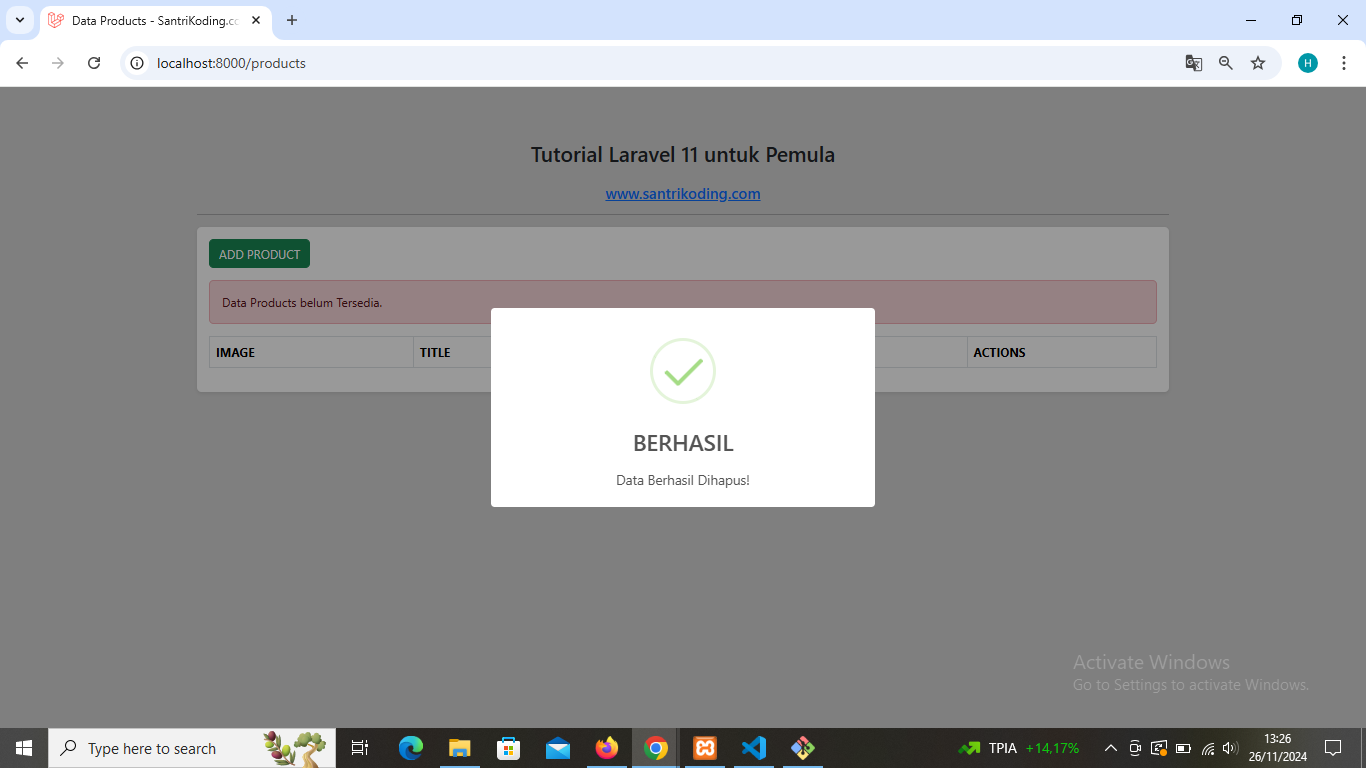 Data Products - SantriKoding.co
localhost:8000/products
H
Tutorial Laravel 11 untuk Pemula
www.santrikoding.com
ADD PRODUCT
Data Products belum Tersedia.
IMAGE TITLE ACTIONS
BERHASIL
Data Berhasil Dihapus!
Activate Windows
Go to Settings to activate Windows.
Type here to search
TPIA +14,17%
13:26
26/11/2024